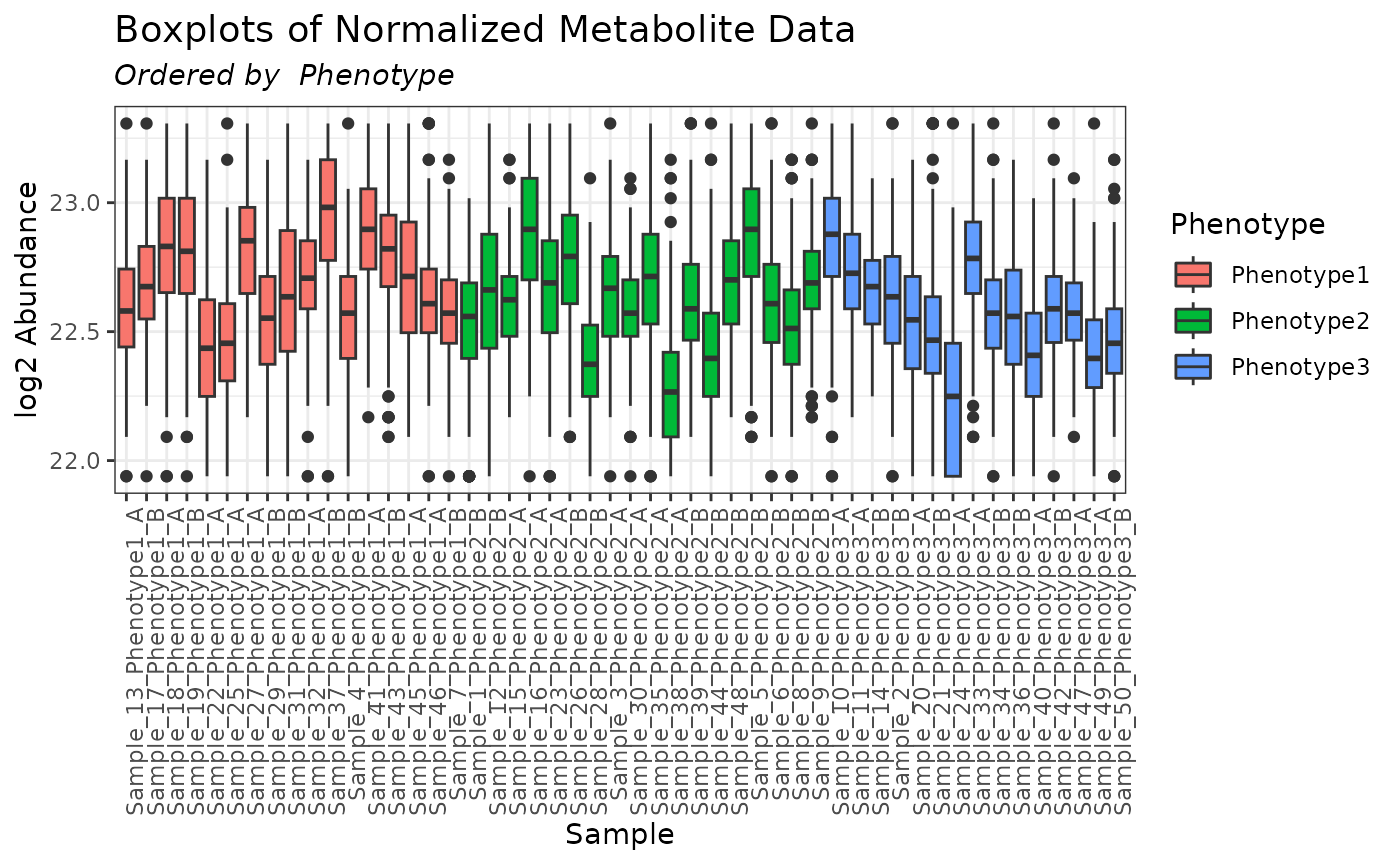 Boxplots of Normalized Metabolite Data
Ordered by  Phenotype
log2 Abundance
23.0
22.5
22.0
Sample_13_Phenotype1_A
Sample_17_Phenotype1_B
Sample_18_Phenotype1_A
Sample_19_Phenotype1_B
Sample_22_Phenotype1_A
Sample_25_Phenotype1_A
Sample_27_Phenotype1_A
Sample_29_Phenotype1_B
Sample_31_Phenotype1_B
Sample_32_Phenotype1_A
Sample_37_Phenotype1_B
Sample_4_Phenotype1_B
Sample_41_Phenotype1_A
Sample_43_Phenotype1_B
Sample_45_Phenotype1_A
Sample_46_Phenotype1_A
Sample_7_Phenotype1_B
Sample_1_Phenotype2_B
Sample_12_Phenotype2_B
Sample_15_Phenotype2_A
Sample_16_Phenotype2_A
Sample_23_Phenotype2_A
Sample_26_Phenotype2_B
Sample_28_Phenotype2_B
Sample_3_Phenotype2_A
Sample_30_Phenotype2_A
Sample_35_Phenotype2_A
Sample_38_Phenotype2_A
Sample_39_Phenotype2_B
Sample_44_Phenotype2_B
Sample_48_Phenotype2_B
Sample_5_Phenotype2_B
Sample_6_Phenotype2_B
Sample_8_Phenotype2_B
Sample_9_Phenotype2_B
Sample_10_Phenotype3_A
Sample_11_Phenotype3_A
Sample_14_Phenotype3_B
Sample_2_Phenotype3_B
Sample_20_Phenotype3_A
Sample_21_Phenotype3_B
Sample_24_Phenotype3_A
Sample_33_Phenotype3_A
Sample_34_Phenotype3_B
Sample_36_Phenotype3_B
Sample_40_Phenotype3_A
Sample_42_Phenotype3_B
Sample_47_Phenotype3_A
Sample_49_Phenotype3_A
Sample_50_Phenotype3_B
Sample
Phenotype
Phenotype1
Phenotype2
Phenotype3